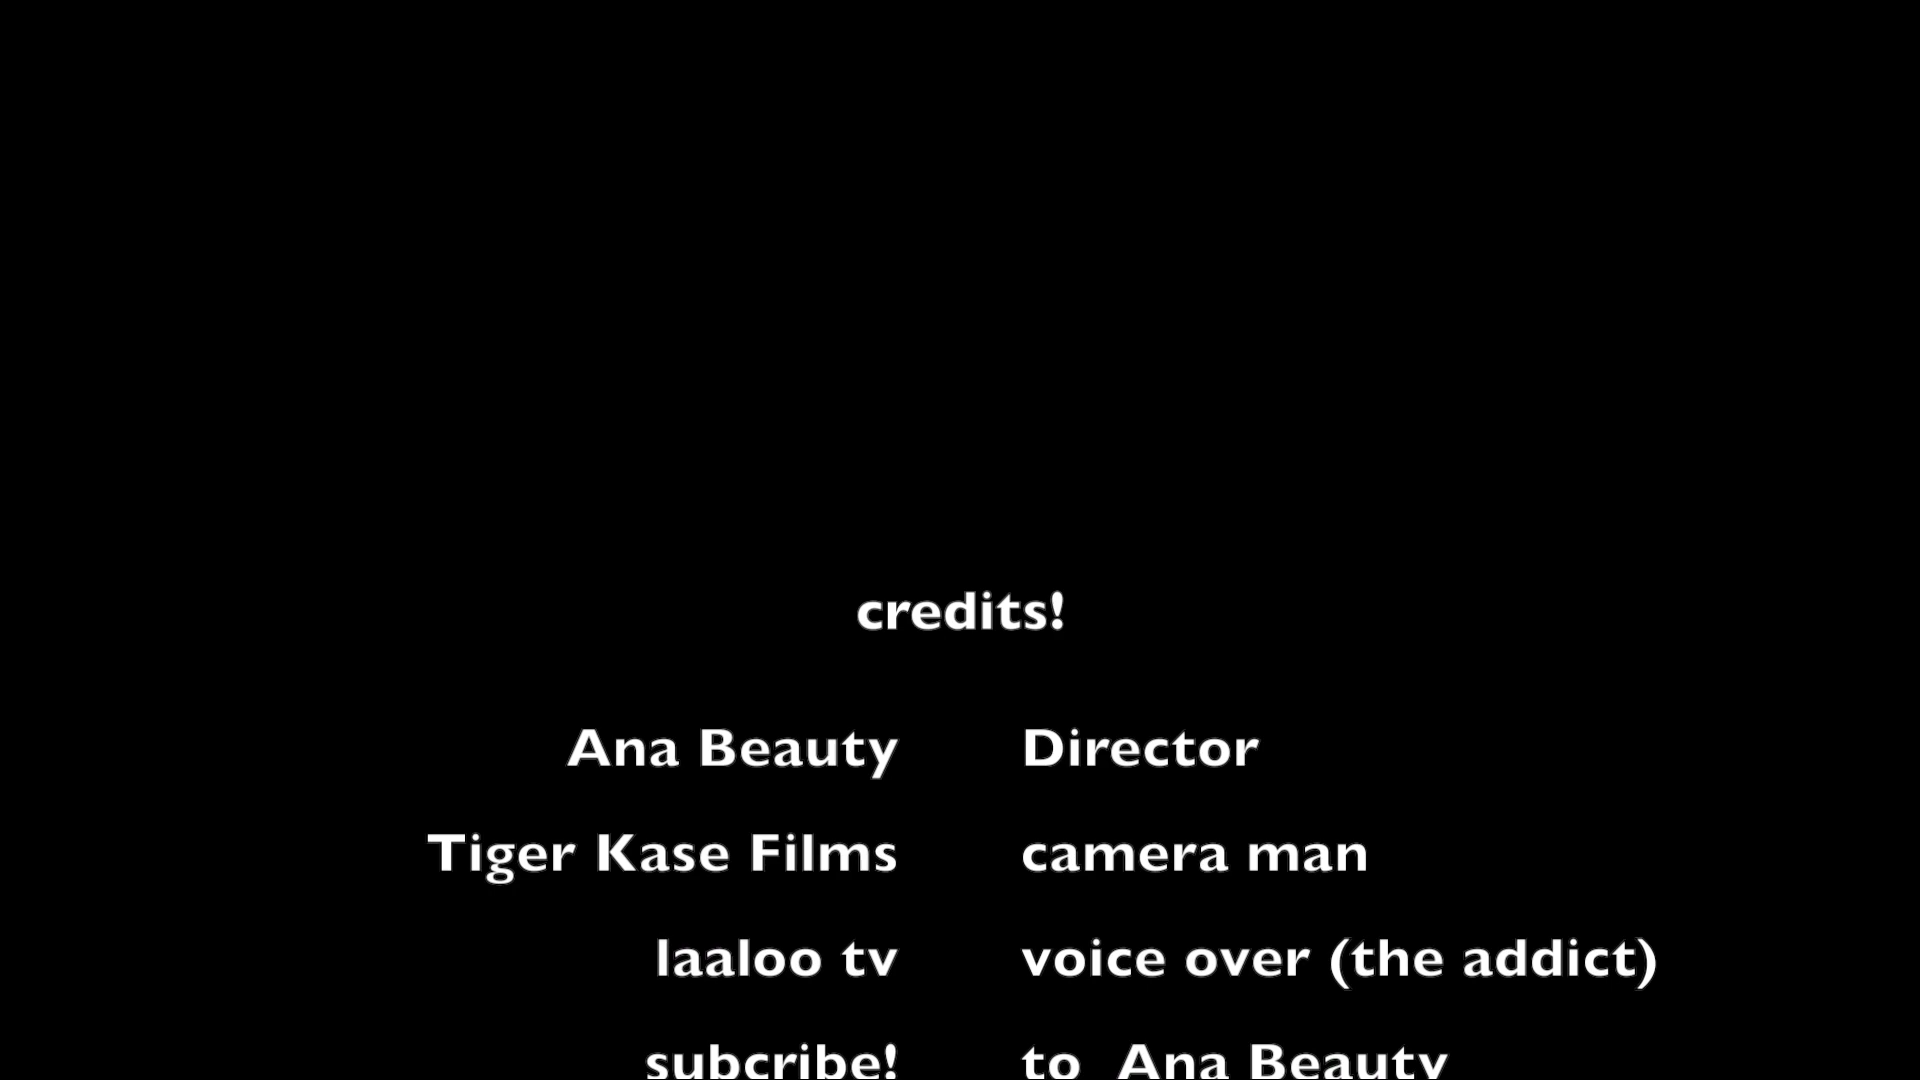 credits!
Ana Beauty Director
Tiger Kase Films camera man
laaloo tv voice over (the addict)
subcribe! to Ana Beauty